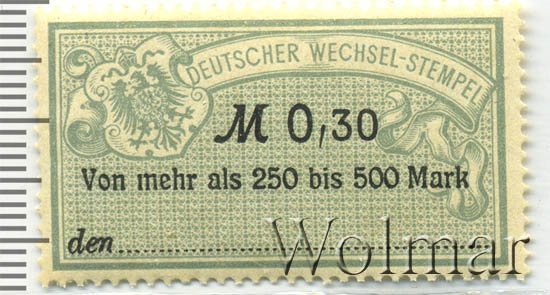 DEUTSCHER WECHSEL-STEMPEL
M 0,30
Von mehr als 250 bis 500 Mark
den
Wolmar